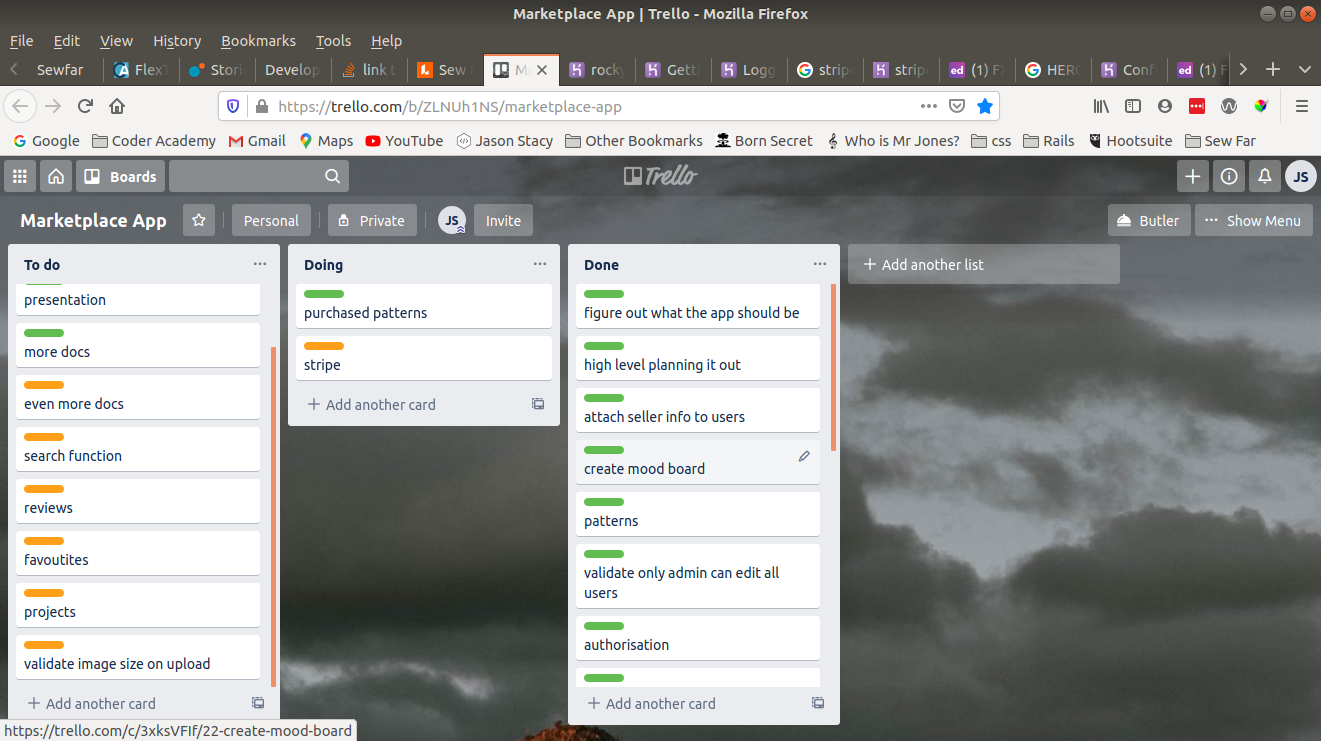 Marketplace App | Trello - Mozilla Firefox
File Edit View History Bookmarks Tools Help
Sewfar FlexT Stori Develop link t Sew M rocky Getti Logg stripe stripe (1) F HERO Conf (1) F
https://trello.com/b/ZLNUh1NS/marketplace-app
Google Coder Academy Gmail Maps YouTube Jason Stacy Other Bookmarks Born Secret Who is Mr Jones? css Rails Hootsuite Sew Far
Boards Trello JS
Marketplace App Personal Private JS Invite Butler ··· Show Menu
To do ···
presentation
more docs
even more docs
search function
reviews
favoutites
projects
validate image size on upload
+ Add another card
Doing ···
purchased patterns
stripe
+ Add another card
Done ···
figure out what the app should be
high level planning it out
attach seller info to users
create mood board
patterns
validate only admin can edit all
users
authorisation
+ Add another card
+ Add another list
https://trello.com/c/3xksVFIf/22-create-mood-board